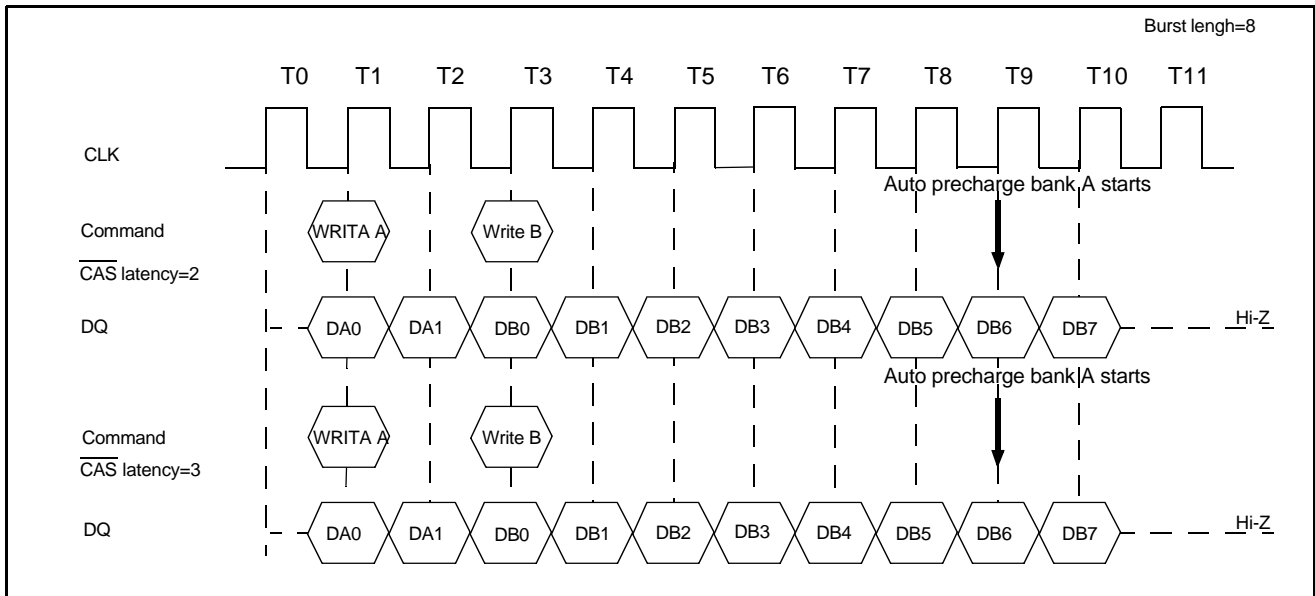 Burst lengh=8
T0 T1 T2 T3 T4 T5 T6 T7 T8 T9 T10 T11
CLK
Auto precharge bank A starts
Command WRITA A Write B
CAS latency=2
DQ DA0 DA1 DB0 DB1 DB2 DB3 DB4 DB5 DB6 DB7 Hi-Z
Auto precharge bank A starts
Command WRITA A Write B
CAS latency=3
DQ DA0 DA1 DB0 DB1 DB2 DB3 DB4 DB5 DB6 DB7 Hi-Z